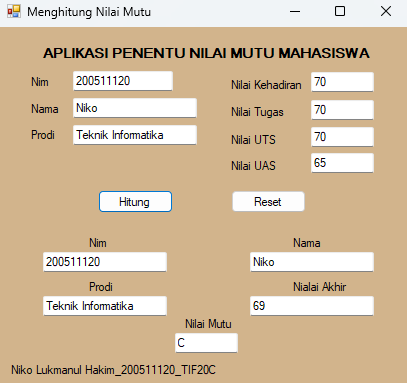 Menghitung Nilai Mutu
APLIKASI PENENTU NILAI MUTU MAHASISWA
Nim 200511120
Nama Niko
Prodi Teknik Informatika
Nilai Kehadiran 70
Nilai Tugas 70
Nilai UTS 70
Nilai UAS 65
Hitung Reset
Nim Nama
200511120 Niko
Prodi Nialai Akhir
Teknik Informatika 69
Nilai Mutu
C
Niko Lukmanul Hakim_200511120_TIF20C